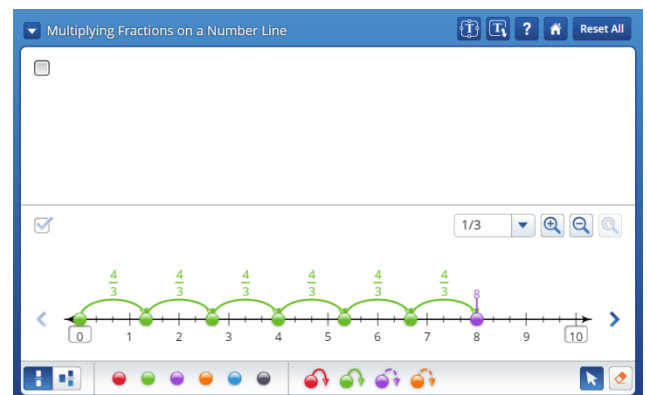 Multiplying Fractions on a Number Line
T T ? Reset All
1/3
4/3 4/3 4/3 4/3 4/3 4/3
8
0 1 2 3 4 5 6 7 8 9 10